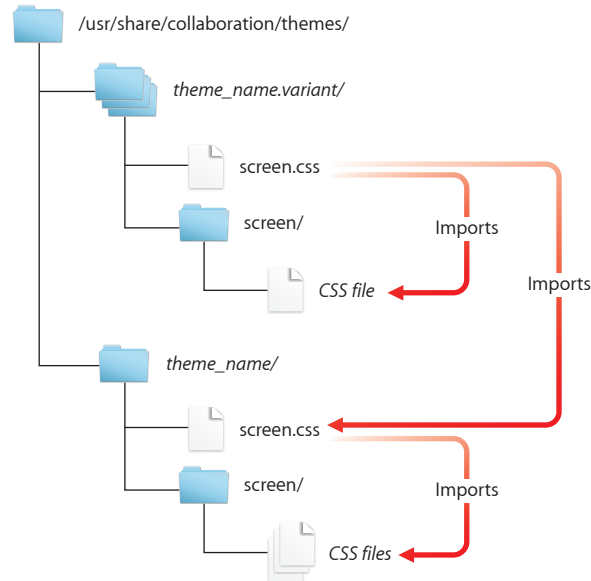 /usr/share/collaboration/themes/
theme_name.variant/
screen.css
screen/
Imports
CSS file
Imports
theme_name/
screen.css
screen/
Imports
CSS files